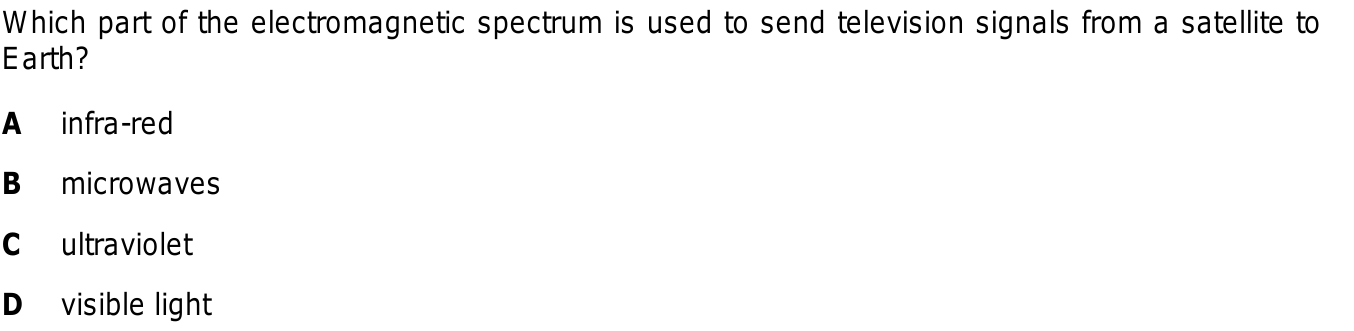 Which part of the electromagnetic spectrum is used to send television signals from a satellite to
Earth?
A infra-red
B microwaves
C ultraviolet
D visible light